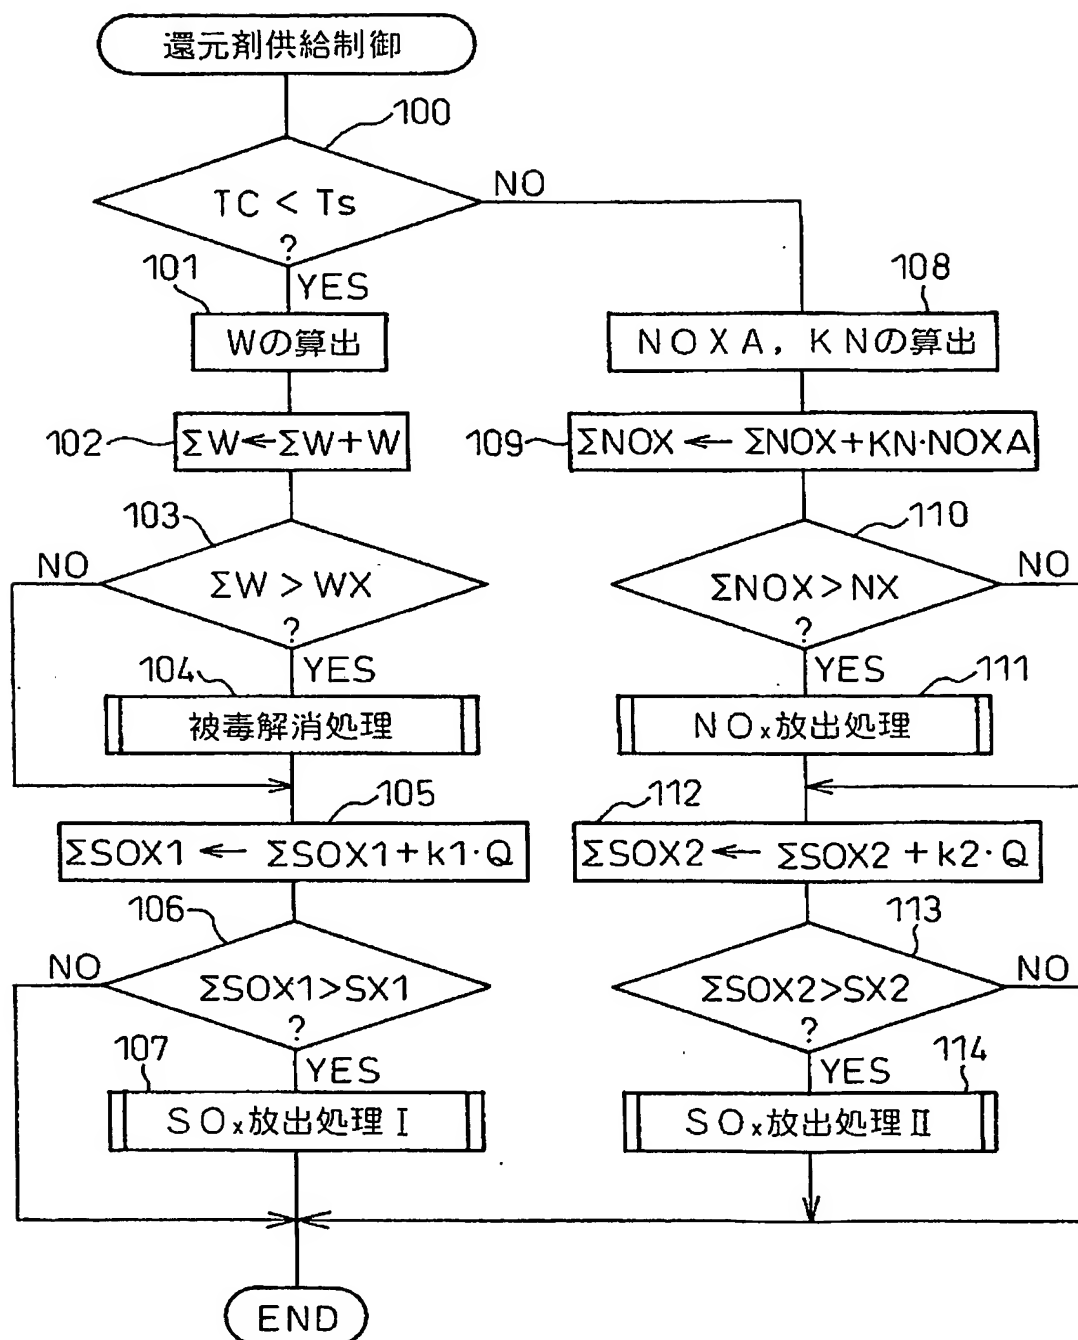 還元剤供給制御
100
TC < Ts
?
NO
YES
101
Wの算出
102
ΣW←ΣW+W
103
ΣW > WX
?
NO
YES
104
被毒解消処理
105
ΣSOX1 ← ΣSOX1+k1·Q
106
ΣSOX1>SX1
?
NO
YES
107
SOx放出処理Ⅰ
108
NOXA, KNの算出
109
ΣNOX ← ΣNOX+KN·NOXA
110
ΣNOX>NX
?
NO
YES
111
NOx放出処理
112
ΣSOX2 ← ΣSOX2+k2·Q
113
ΣSOX2>SX2
?
NO
YES
114
SOx放出処理Ⅱ
END